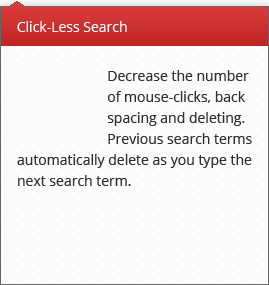 Click-Less Search
Decrease the number
of mouse-clicks, back
spacing and deleting.
Previous search terms
automatically delete as you type the
next search term.